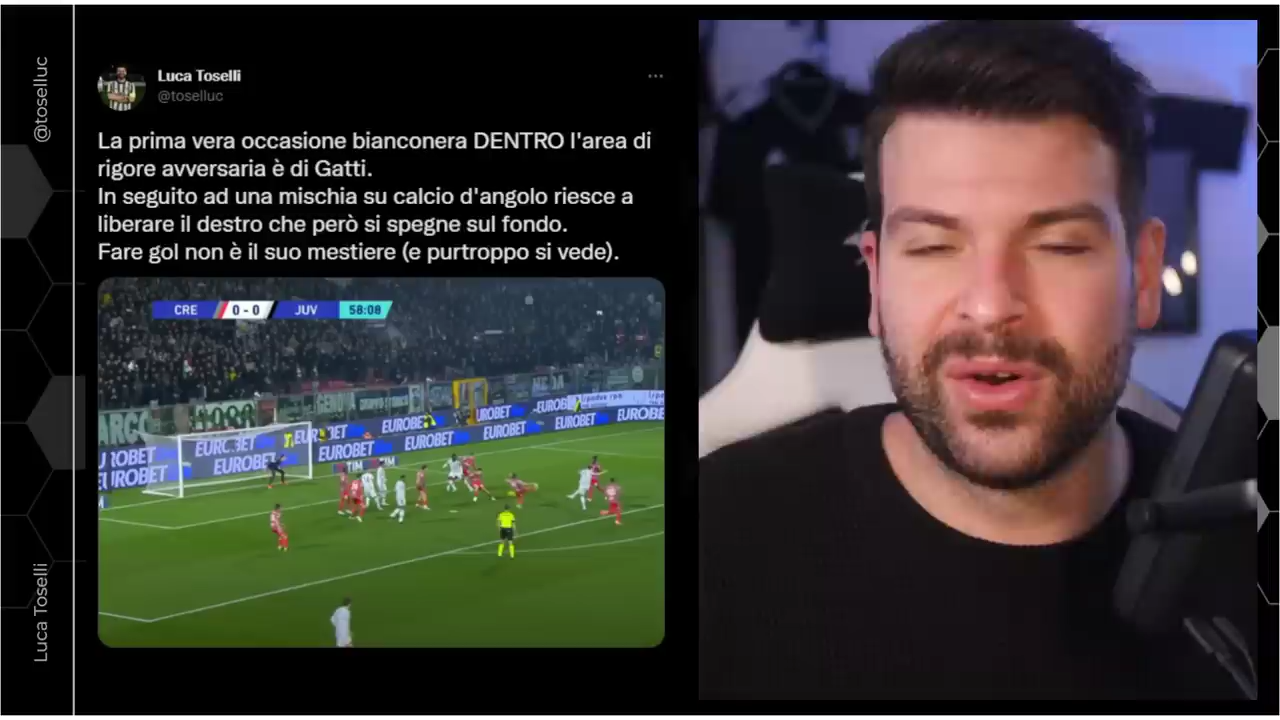 @toselluc
Luca Toselli
Luca Toselli
@toselluc
La prima vera occasione bianconera DENTRO l'area di
rigore avversaria è di Gatti.
In seguito ad una mischia su calcio d'angolo riesce a
liberare il destro che però si spegne sul fondo.
Fare gol non è il suo mestiere (e purtroppo si vede).
CRE 0 - 0 JUV 58:08
EUROBET
EUROBET
EUROBET
EUROBET
EUROBET
EUROBET
TIM
TIM